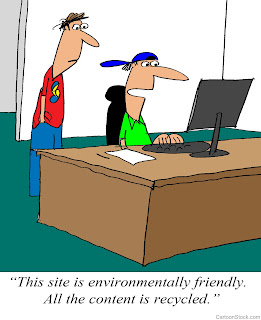 “This site is environmentally friendly.
All the content is recycled.”
CartoonStock.com